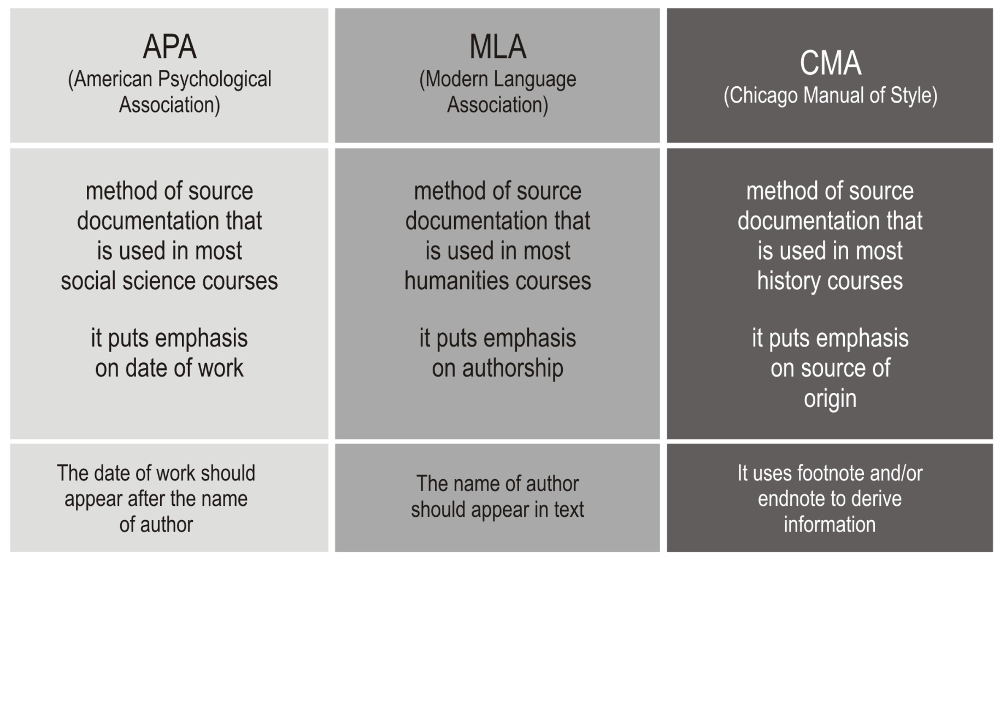 APA
(American Psychological
Association)
MLA
(Modern Language
Association)
CMA
(Chicago Manual of Style)
method of source
documentation that
is used in most
social science courses
it puts emphasis
on date of work
method of source
documentation that
is used in most
humanities courses
it puts emphasis
on authorship
method of source
documentation that
is used in most
history courses
it puts emphasis
on source of
origin
The date of work should
appear after the name
of author
The name of author
should appear in text
It uses footnote and/or
endnote to derive
information